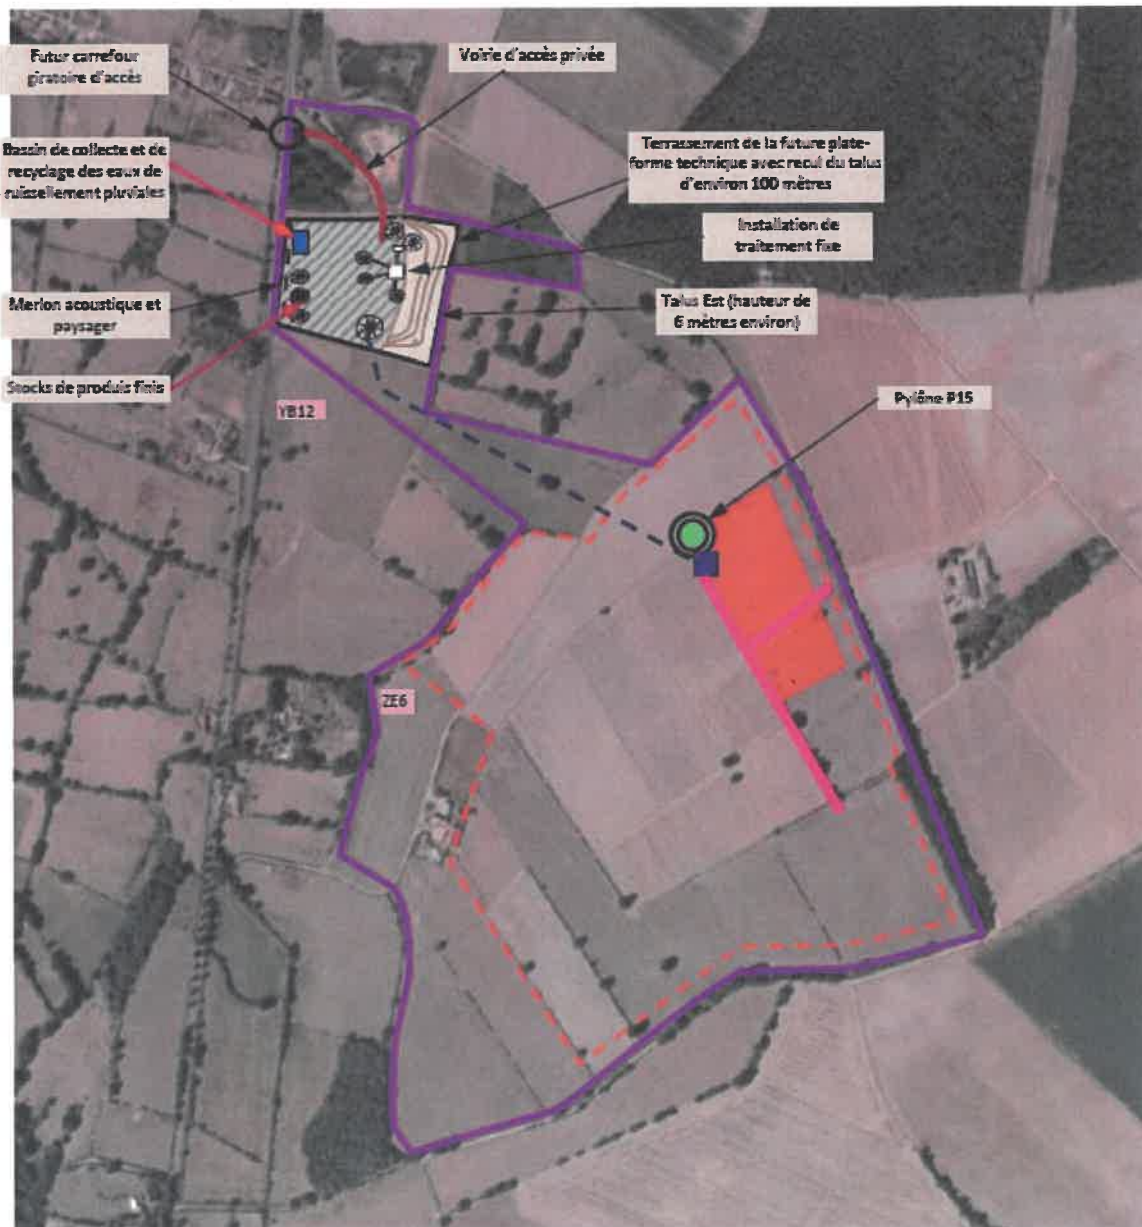 Futur carrefour
giratoire d'accès
Voirie d'accès privée
Bassin de collecte et de
recyclage des eaux de
ruissellement pluviales
Terrassement de la future plate-
forme technique avec recul du talus
d'environ 100 mètres
Installation de
traitement fixe
Merlon acoustique et
paysager
Talus Est (hauteur de
6 mètres environ)
Stocks de produis finis
YB12
Pylône P15
ZE6